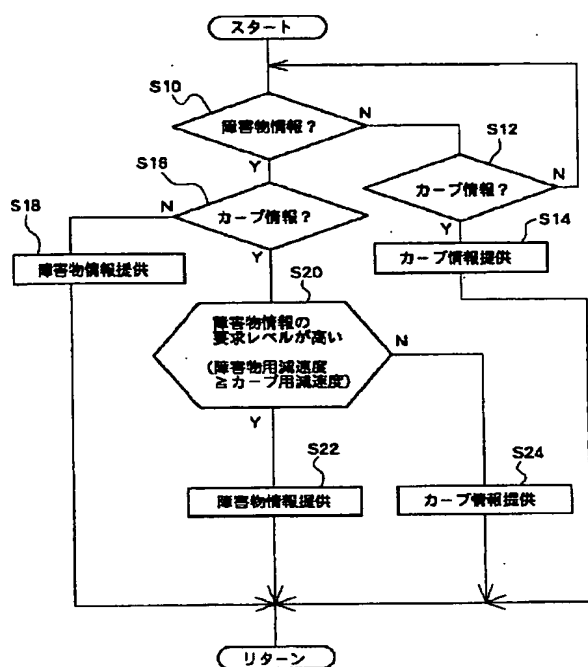 スタート
S10
障害物情報?
N
S12
Y
S16
カーブ情報?
N
カーブ情報?
N
S18
Y
S14
障害物情報提供
Y
カーブ情報提供
S20
障害物情報の
要求レベルが高い
(障害物用減速度
≧カーブ用減速度)
N
Y
S22
S24
障害物情報提供
カーブ情報提供
リターン